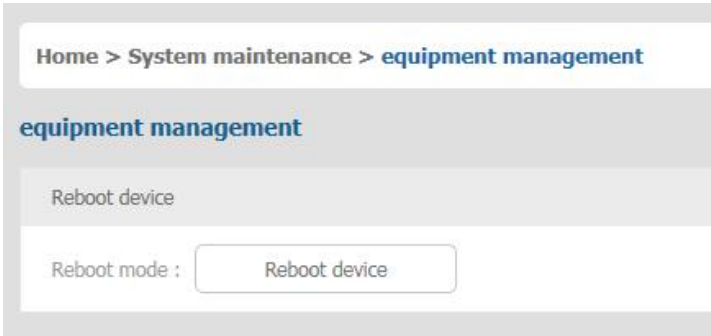 Home > System maintenance > equipment management
equipment management
Reboot device
Reboot mode : Reboot device